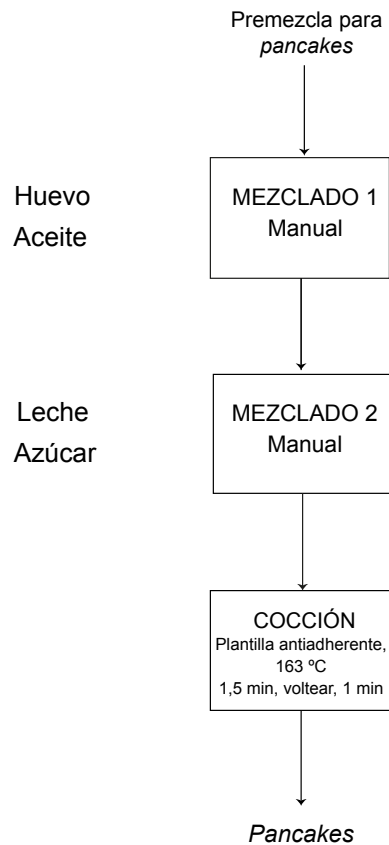 Premezcla para
pancakes
Huevo
Aceite
MEZCLADO 1
Manual
Leche
Azúcar
MEZCLADO 2
Manual
COCCIÓN
Plantilla antiadherente,
163 ºC
1,5 min, voltear, 1 min
Pancakes